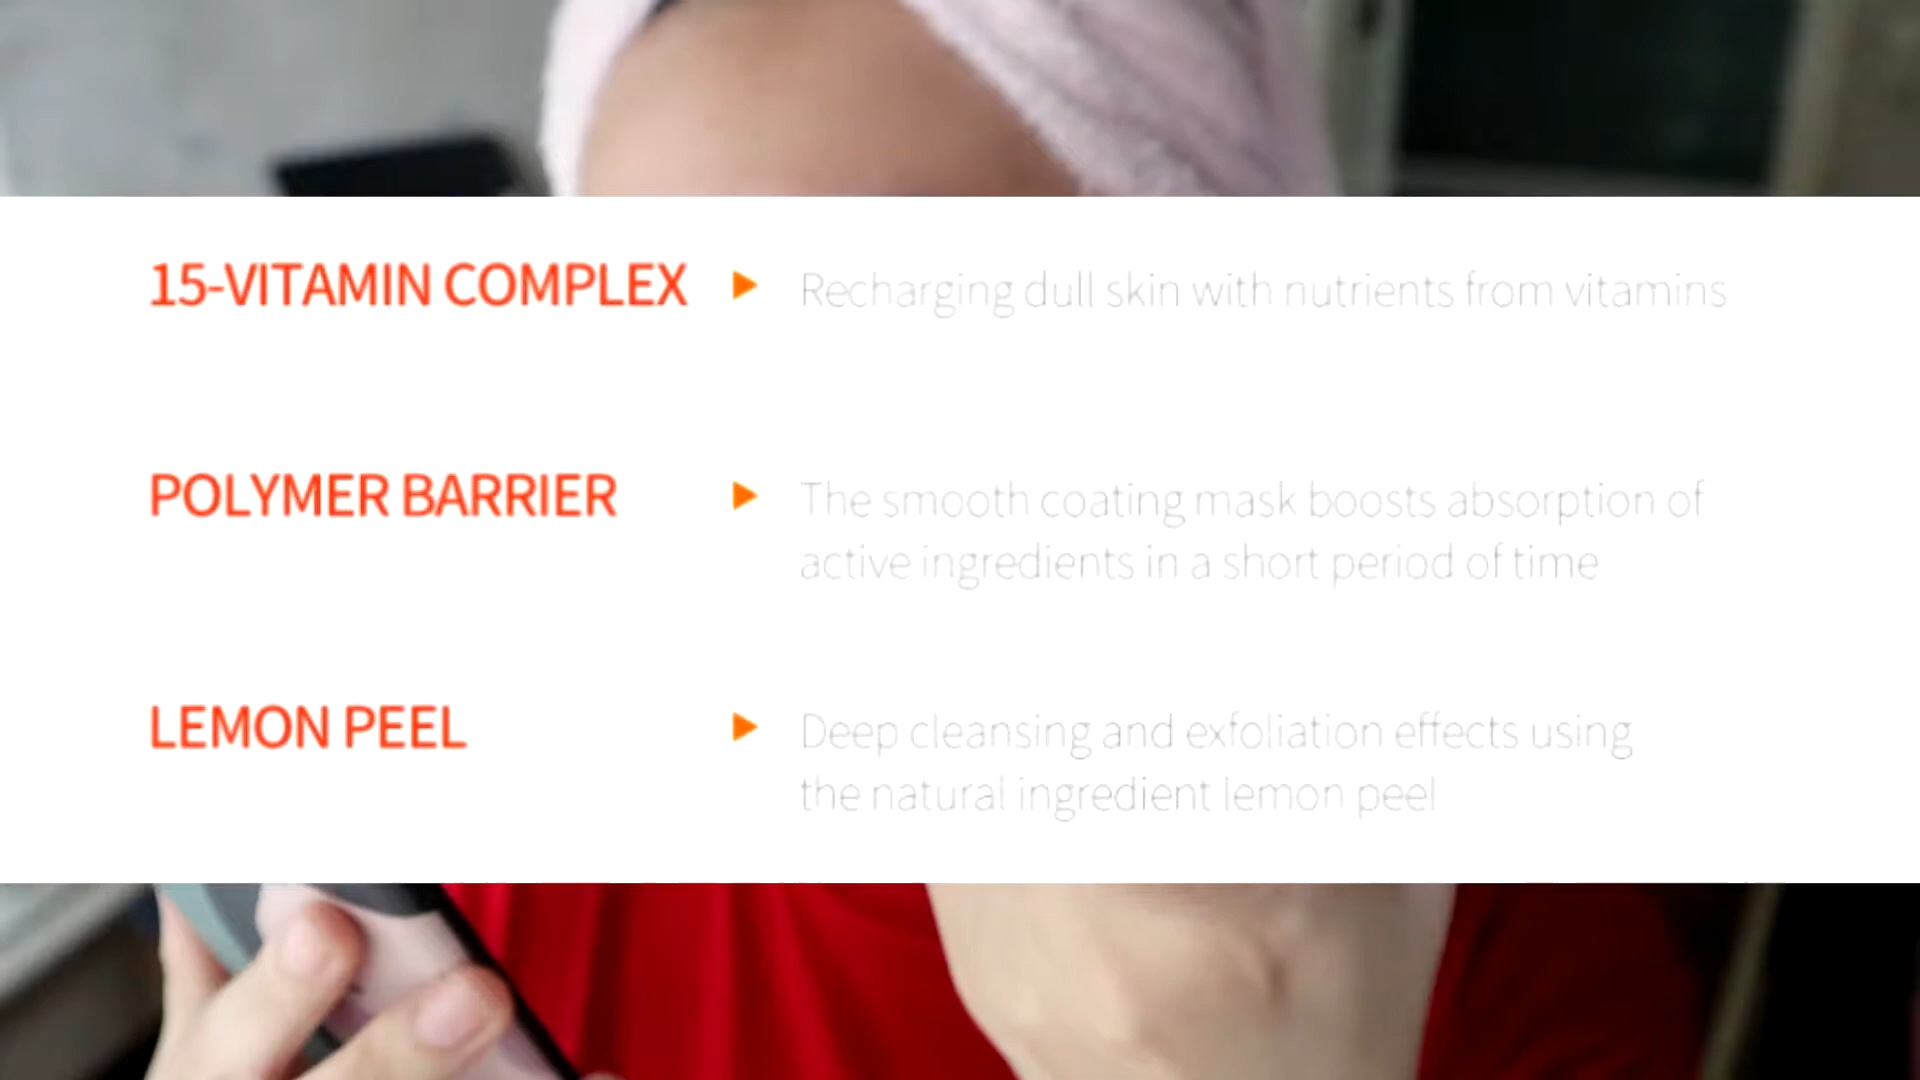 15-VITAMIN COMPLEX ▶ Recharging dull skin with nutrients from vitamins
POLYMER BARRIER ▶ The smooth coating mask boosts absorption of
active ingredients in a short period of time
LEMON PEEL ▶ Deep cleansing and exfoliation effects using
the natural ingredient lemon peel